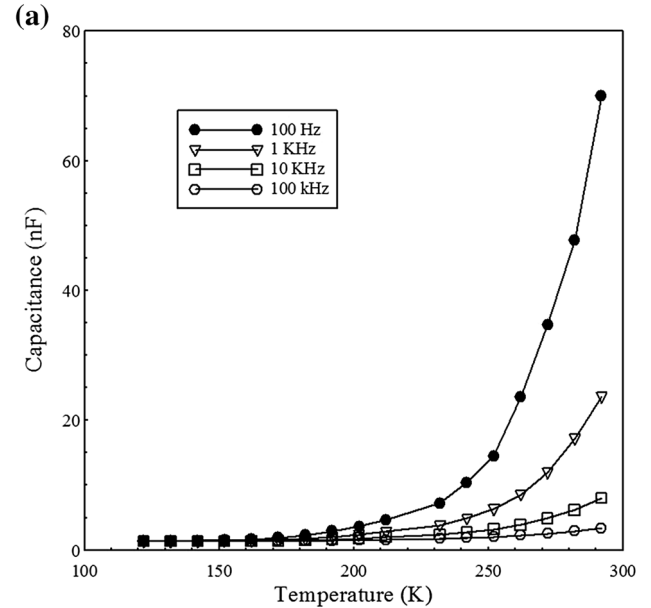 (a)
80
60
40
20
0
Capacitance (nF)
100 Hz
1 KHz
10 KHz
100 kHz
100 150 200 250 300
Temperature (K)